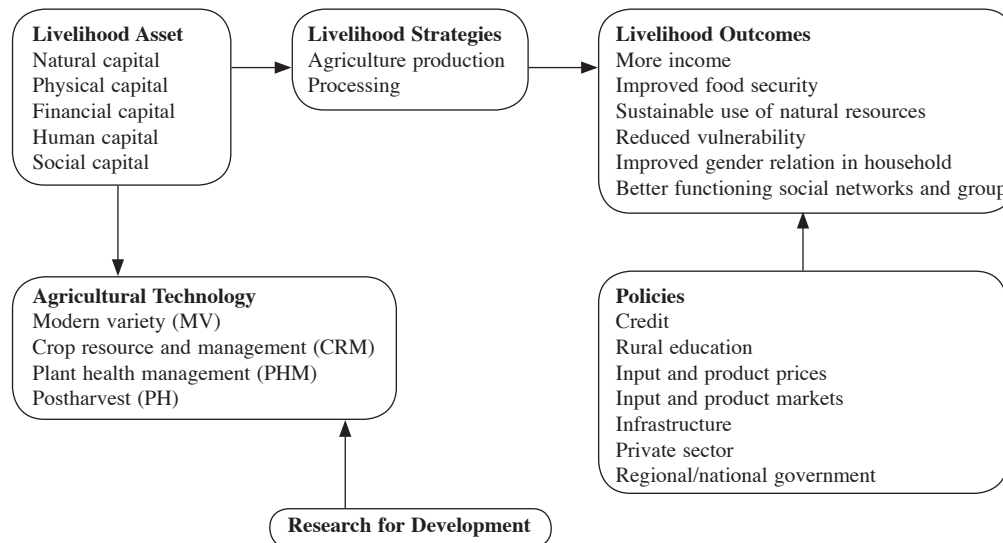 Livelihood Asset
Natural capital
Physical capital
Financial capital
Human capital
Social capital
Livelihood Strategies
Agriculture production
Processing
Livelihood Outcomes
More income
Improved food security
Sustainable use of natural resources
Reduced vulnerability
Improved gender relation in household
Better functioning social networks and group
Agricultural Technology
Modern variety (MV)
Crop resource and management (CRM)
Plant health management (PHM)
Postharvest (PH)
Policies
Credit
Rural education
Input and product prices
Input and product markets
Infrastructure
Private sector
Regional/national government
Research for Development